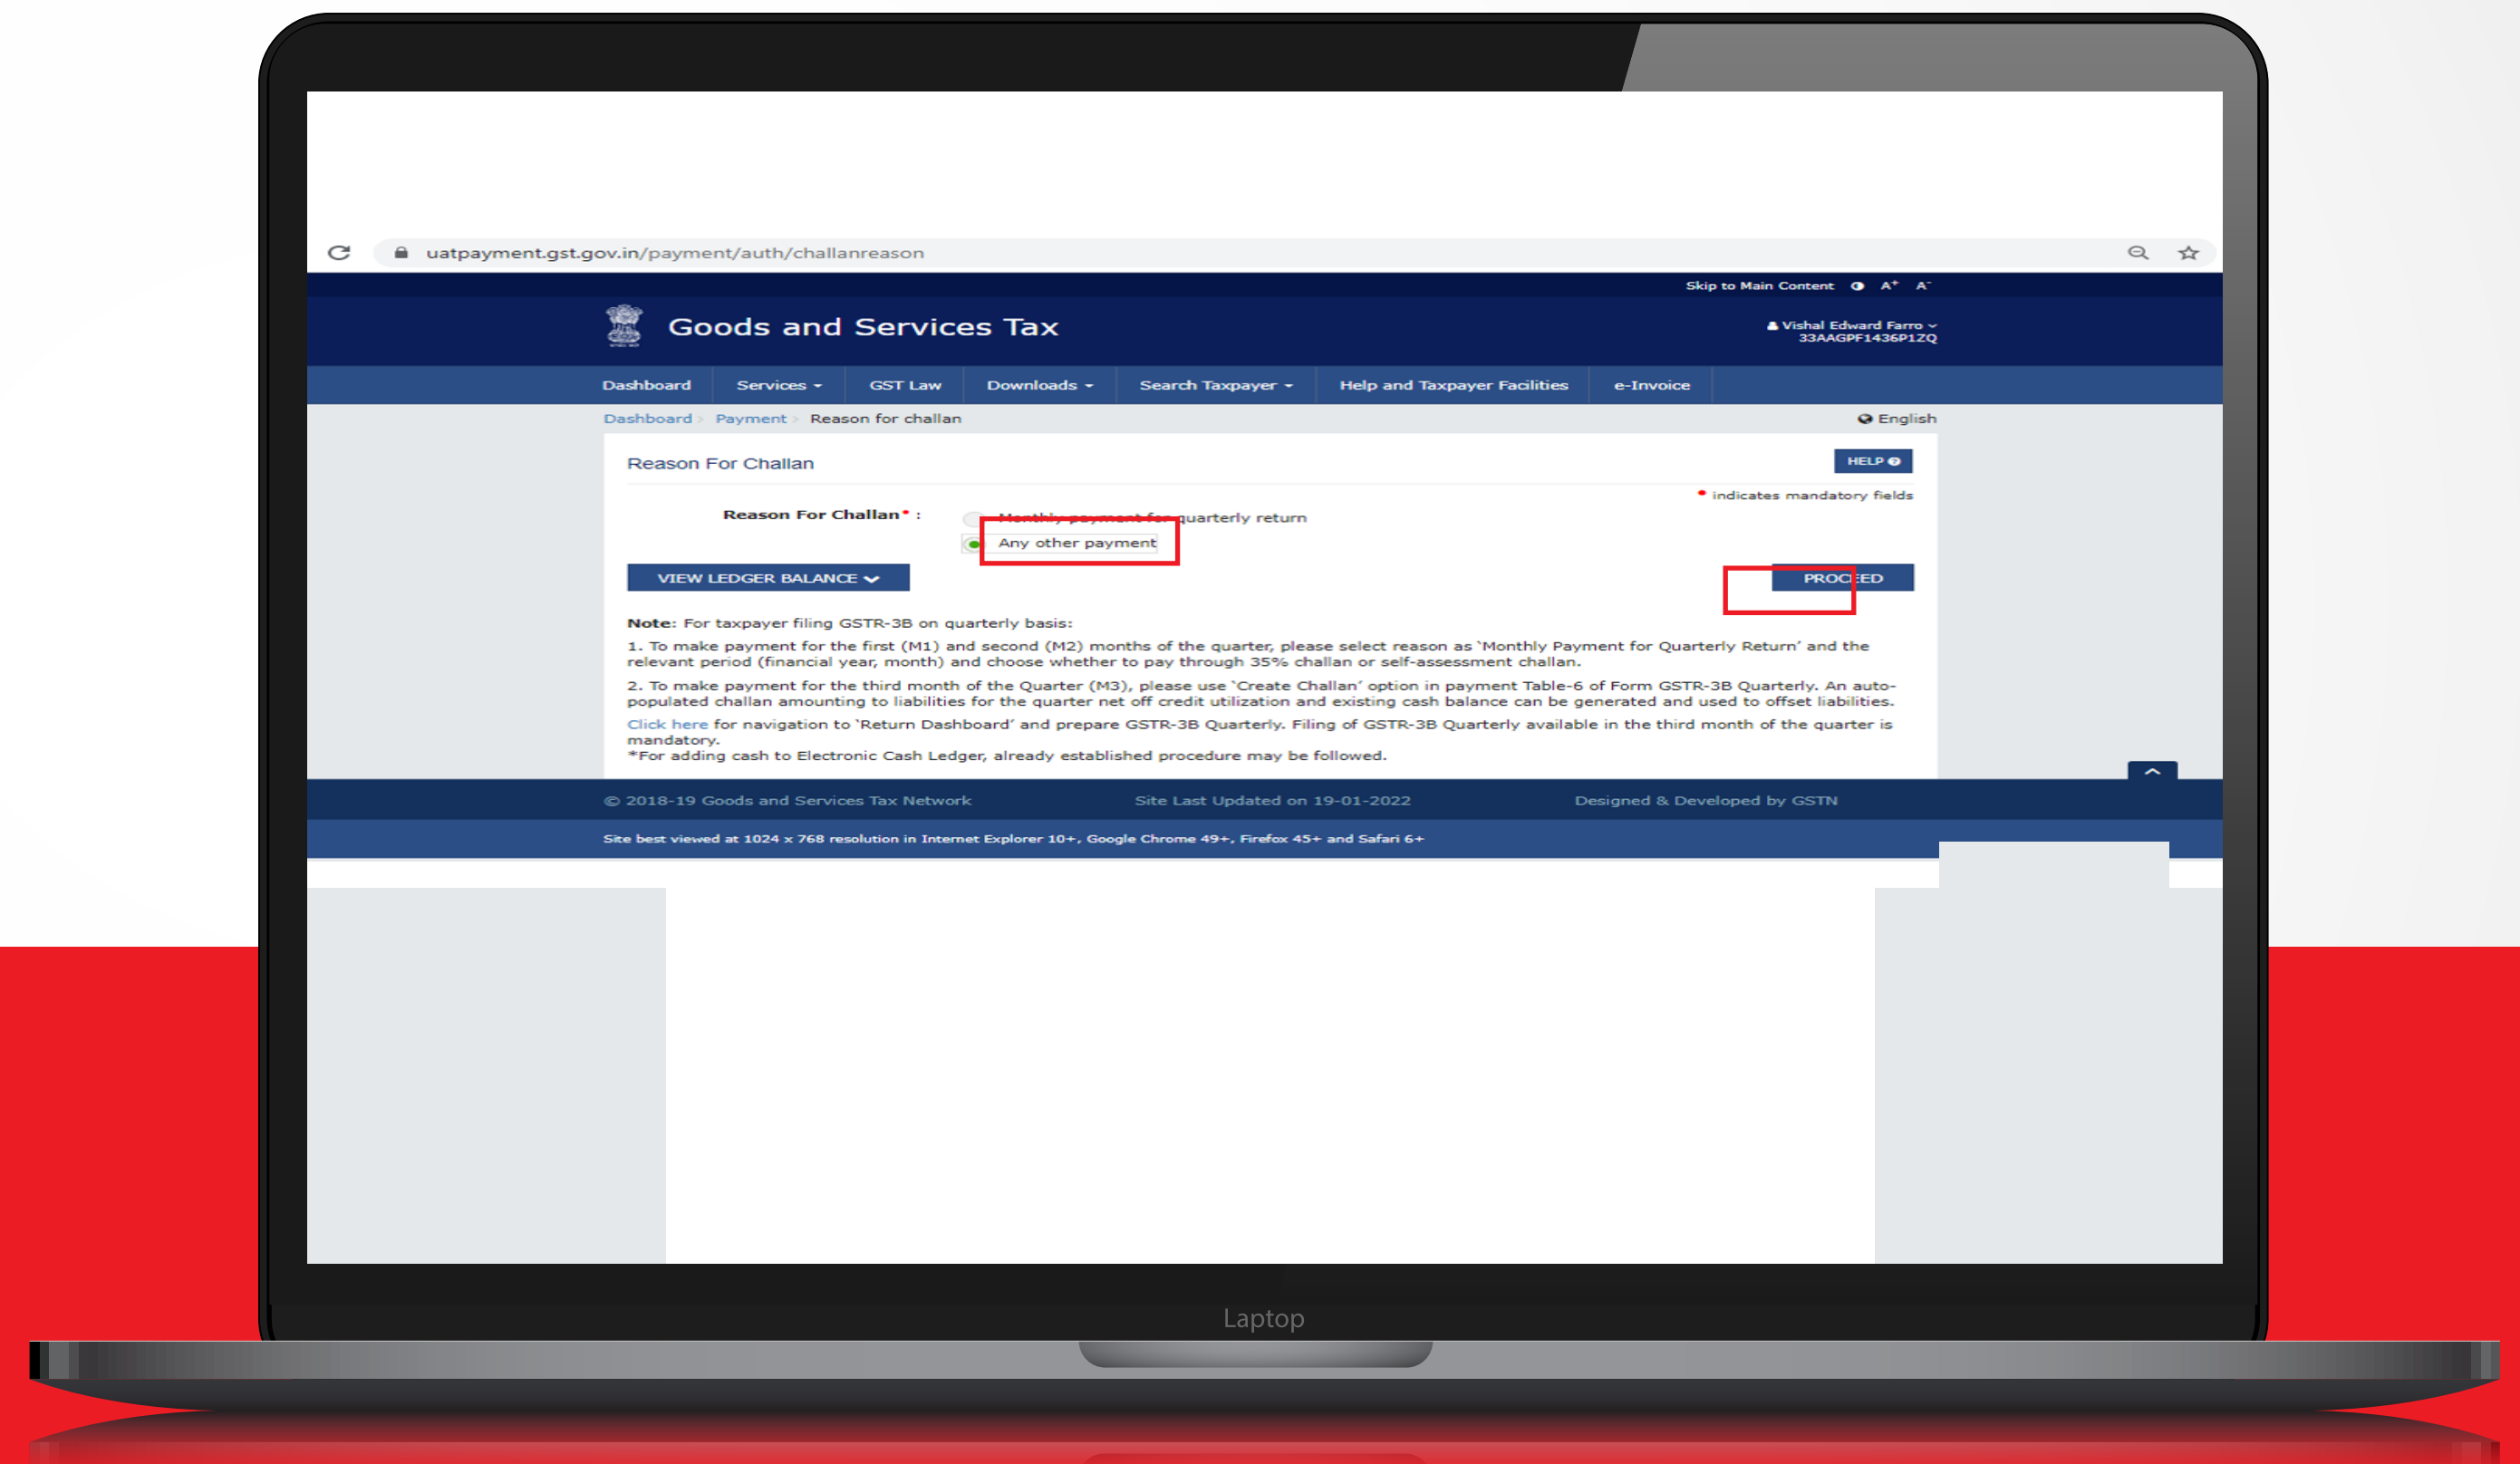 uatpayment.gst.gov.in/payment/auth/challanreason
Skip to Main Content A+ A-
Goods and Services Tax
Vishal Edward Farro
33AAGPF1436P1ZQ
Dashboard Services GST Law Downloads Search Taxpayer Help and Taxpayer Facilities e-Invoice
Dashboard > Payment > Reason for challan English
Reason For Challan HELP
• indicates mandatory fields
Reason For Challan• : Monthly payment for quarterly return
Any other payment
VIEW LEDGER BALANCE PROCEED
Note: For taxpayer filing GSTR-3B on quarterly basis:
1. To make payment for the first (M1) and second (M2) months of the quarter, please select reason as `Monthly Payment for Quarterly Return' and the
relevant period (financial year, month) and choose whether to pay through 35% challan or self-assessment challan.
2. To make payment for the third month of the Quarter (M3), please use `Create Challan' option in payment Table-6 of Form GSTR-3B Quarterly. An auto-
populated challan amounting to liabilities for the quarter net off credit utilization and existing cash balance can be generated and used to offset liabilities.
Click here for navigation to `Return Dashboard' and prepare GSTR-3B Quarterly. Filing of GSTR-3B Quarterly available in the third month of the quarter is
mandatory.
*For adding cash to Electronic Cash Ledger, already established procedure may be followed.
© 2018-19 Goods and Services Tax Network Site Last Updated on 19-01-2022 Designed & Developed by GSTN
Site best viewed at 1024 x 768 resolution in Internet Explorer 10+, Google Chrome 49+, Firefox 45+ and Safari 6+
Laptop